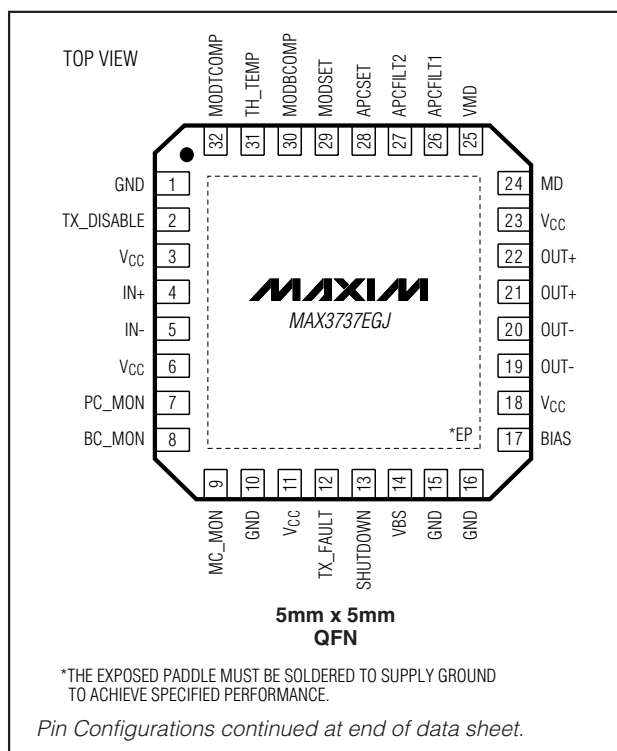 TOP VIEW
MODTCOMP
TH_TEMP
MODBCOMP
MODSET
APCSET
APCFILT2
APCFILT1
VMD
32 31 30 29 28 27 26 25
GND 1
TX_DISABLE 2
VCC 3
IN+ 4
IN- 5
VCC 6
PC_MON 7
BC_MON 8
24 MD
23 VCC
22 OUT+
21 OUT+
20 OUT-
19 OUT-
18 VCC
17 BIAS
MAXIM
MAX3737EGJ
*EP
9 10 11 12 13 14 15 16
MC_MON
GND
VCC
TX_FAULT
SHUTDOWN
VBS
GND
GND
5mm x 5mm
QFN
*THE EXPOSED PADDLE MUST BE SOLDERED TO SUPPLY GROUND
TO ACHIEVE SPECIFIED PERFORMANCE.
Pin Configurations continued at end of data sheet.